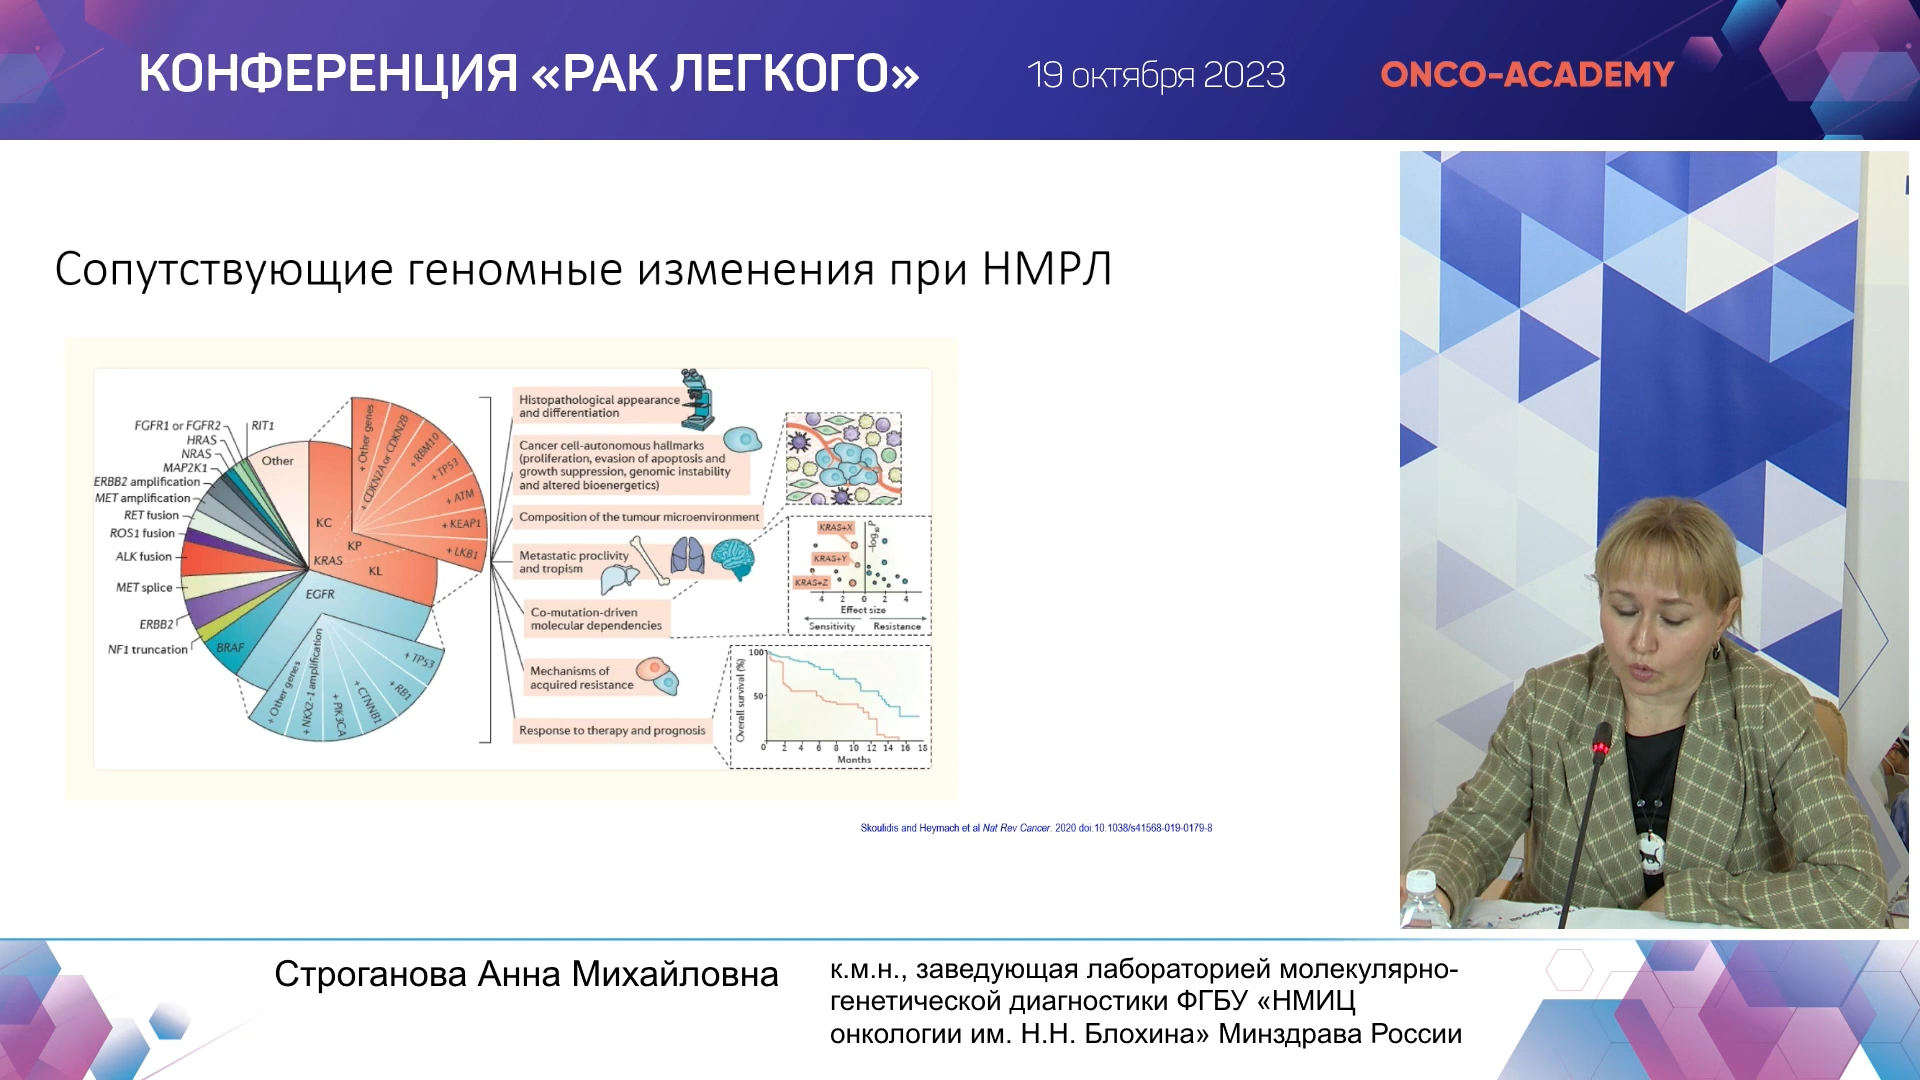 КОНФЕРЕНЦИЯ «РАК ЛЕГКОГО»
19 октября 2023
ONCO-ACADEMY
Сопутствующие геномные изменения при НМРЛ
FGFR1 or FGFR2
RIT1
HRAS
NRAS
MAP2K1
ERBB2 amplification
MET amplification
RET fusion
ROS1 fusion
ALK fusion
MET splice
ERBB2
NF1 truncation
BRAF
Other
KC
KP
KRAS
KL
EGFR
+ Other genes
+ CDKN2A or CDKN2B
+ RBM10
+ TP53
+ ATM
+ KEAP1
+ LKB1
+ TP53
+ RB1
+ CTNNB1
+ PIK3CA
+ NKX2-1 amplification
+ Other genes
Histopathological appearance
and differentiation
Cancer cell-autonomous hallmarks
(proliferation, evasion of apoptosis and
growth suppression, genomic instability
and altered bioenergetics)
Composition of the tumour microenvironment
Metastatic proclivity
and tropism
Co-mutation-driven
molecular dependencies
Mechanisms of
acquired resistance
Response to therapy and prognosis
KRAS+X
KRAS+Y
KRAS+Z
–log10P
4 2 0 2 4
Effect size
Sensitivity
Resistance
Overall survival (%)
100
50
0 2 4 6 8 10 12 14 16 18
Months
Skoulidis and Heymach et al Nat Rev Cancer. 2020 doi:10.1038/s41568-019-0179-8
Строганова Анна Михайловна
к.м.н., заведующая лабораторией молекулярно-
генетической диагностики ФГБУ «НМИЦ
онкологии им. Н.Н. Блохина» Минздрава России